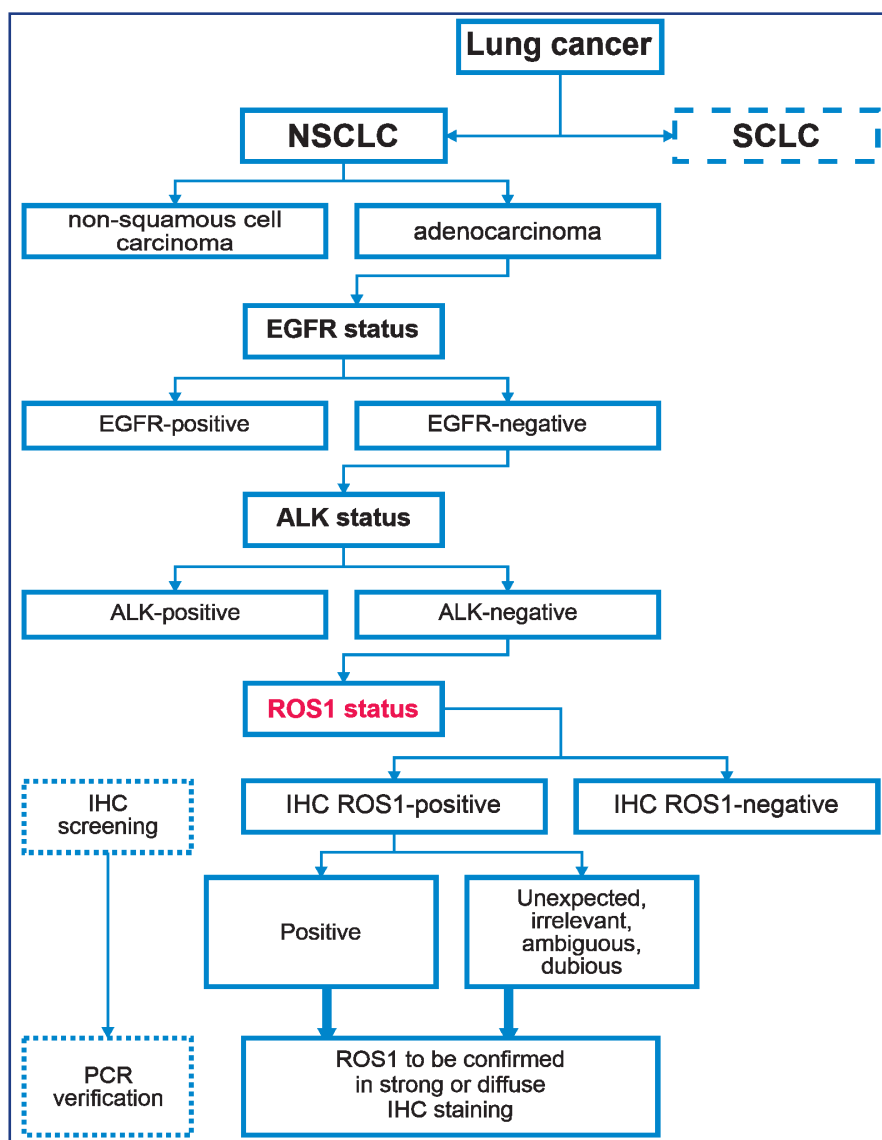 Lung cancer
NSCLC
SCLC
non-squamous cell
carcinoma
adenocarcinoma
EGFR status
EGFR-positive
EGFR-negative
ALK status
ALK-positive
ALK-negative
ROS1 status
IHC
screening
IHC ROS1-positive
IHC ROS1-negative
Positive
Unexpected,
irrelevant,
ambiguous,
dubious
PCR
verification
ROS1 to be confirmed
in strong or diffuse
IHC staining